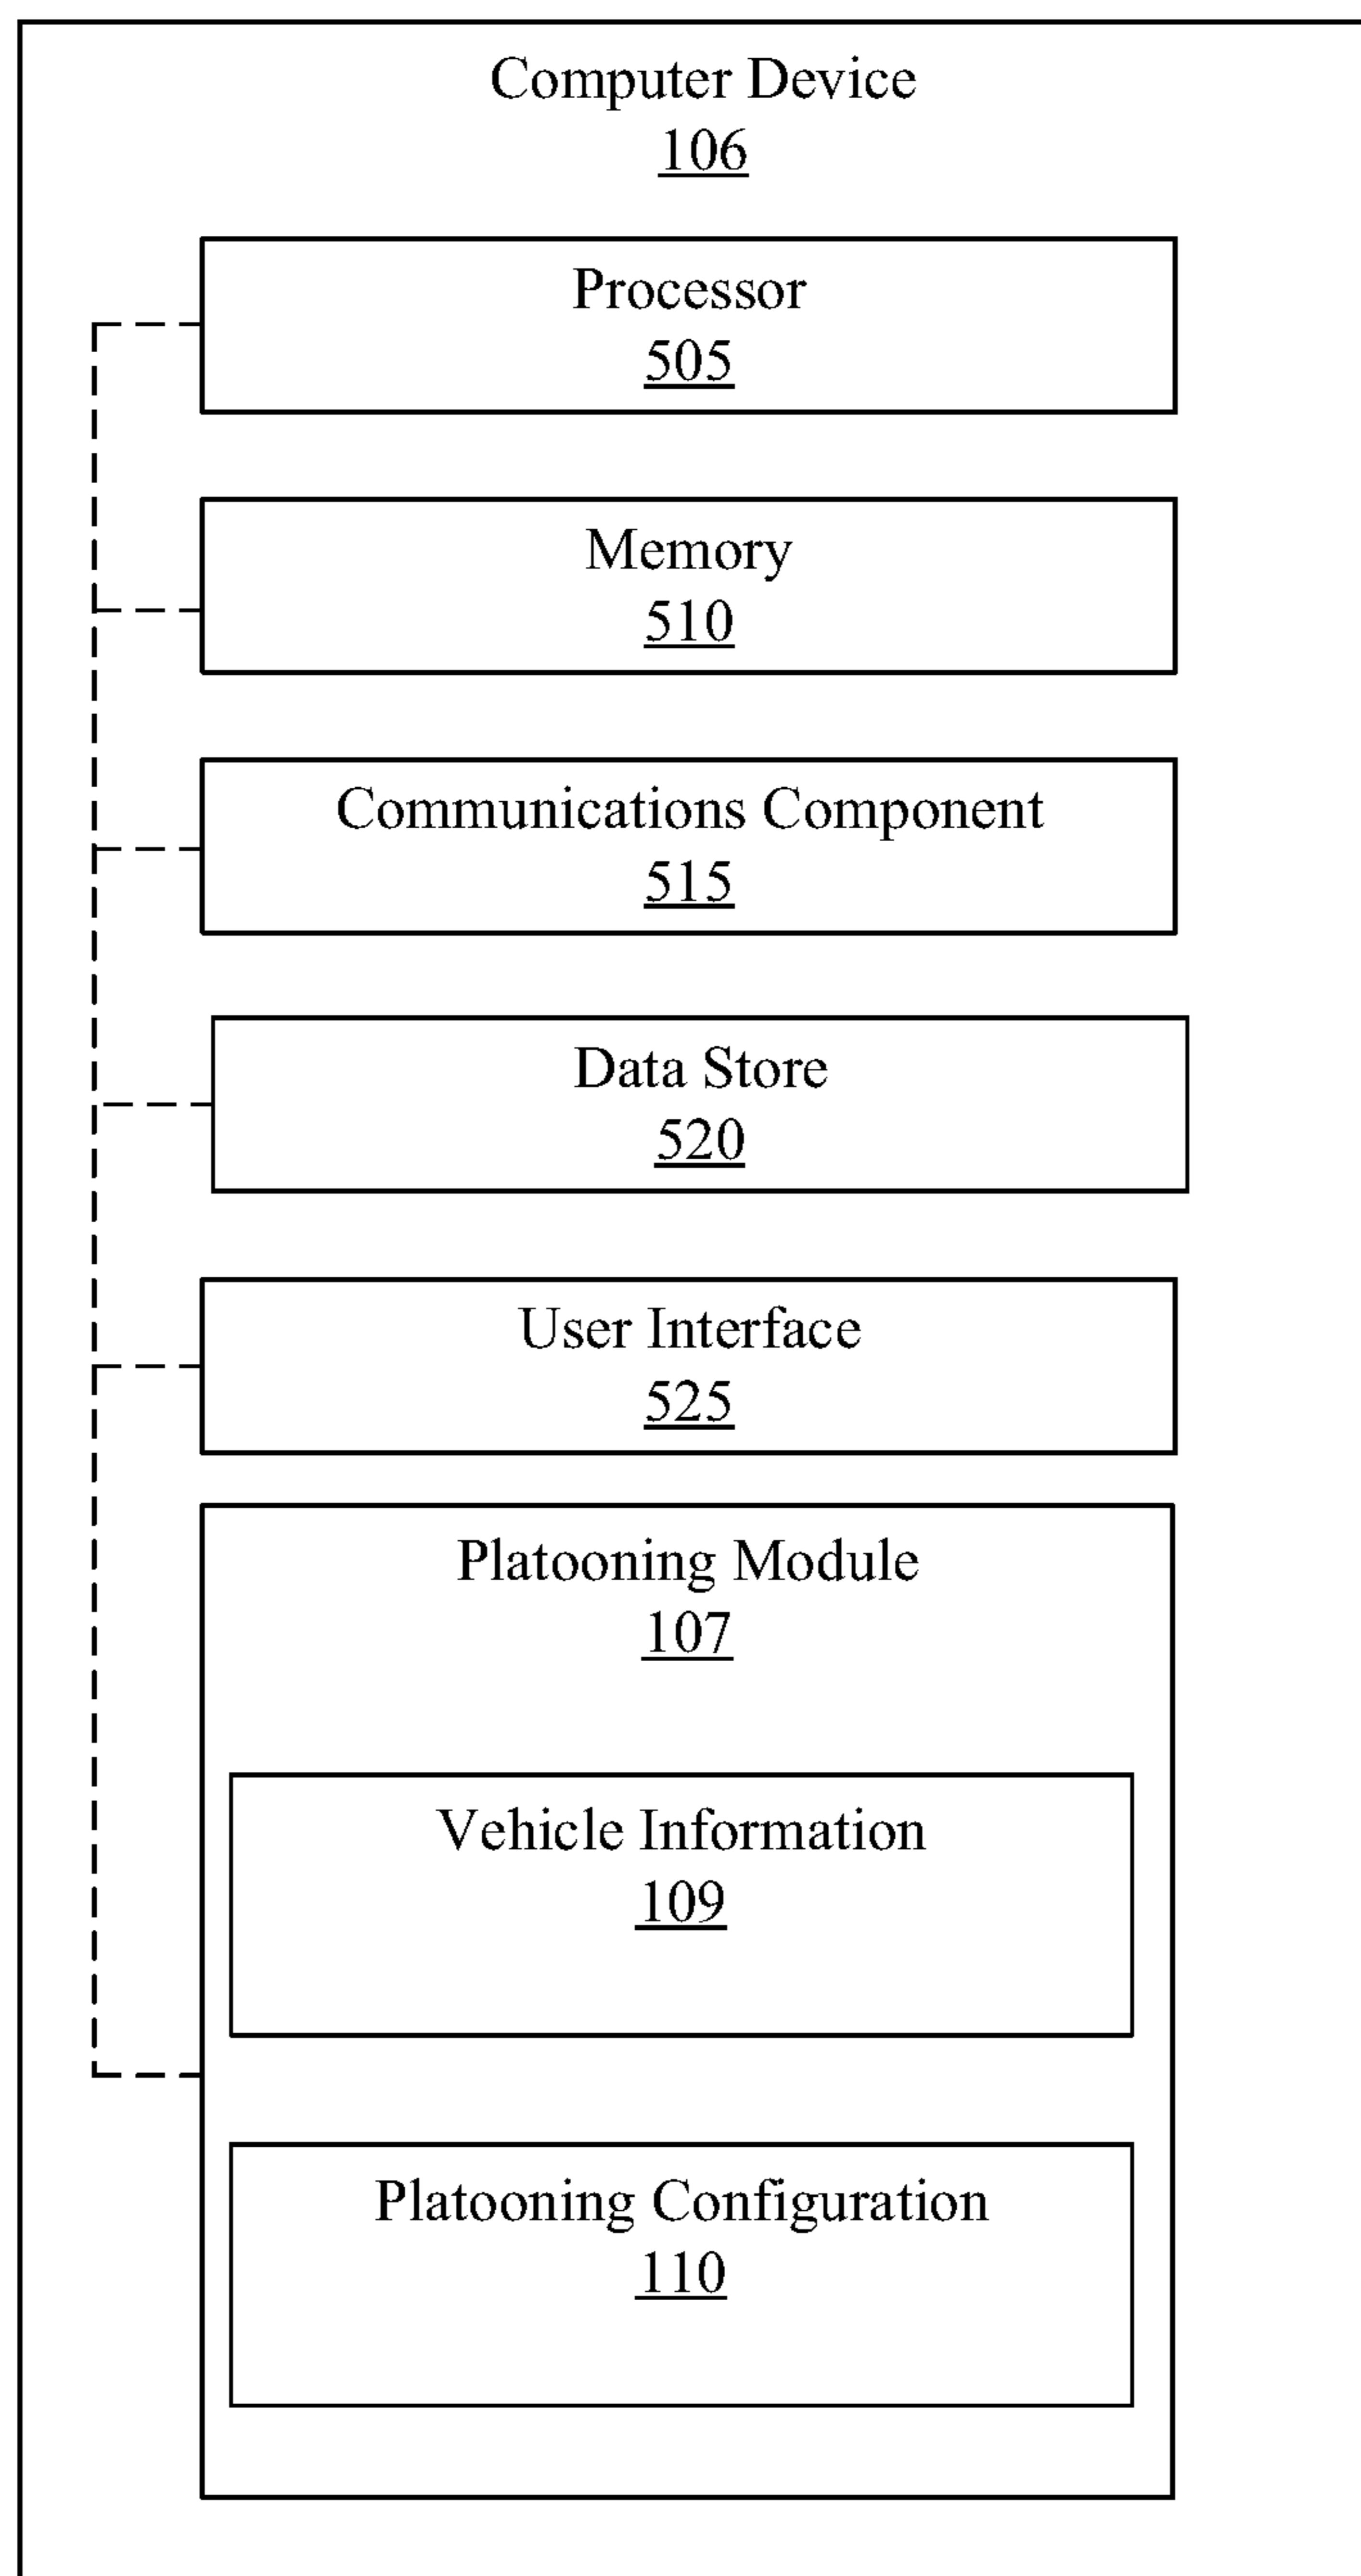 Computer Device
106
Processor
505
Memory
510
Communications Component
515
Data Store
520
User Interface
525
Platooning Module
107
Vehicle Information
109
Platooning Configuration
110